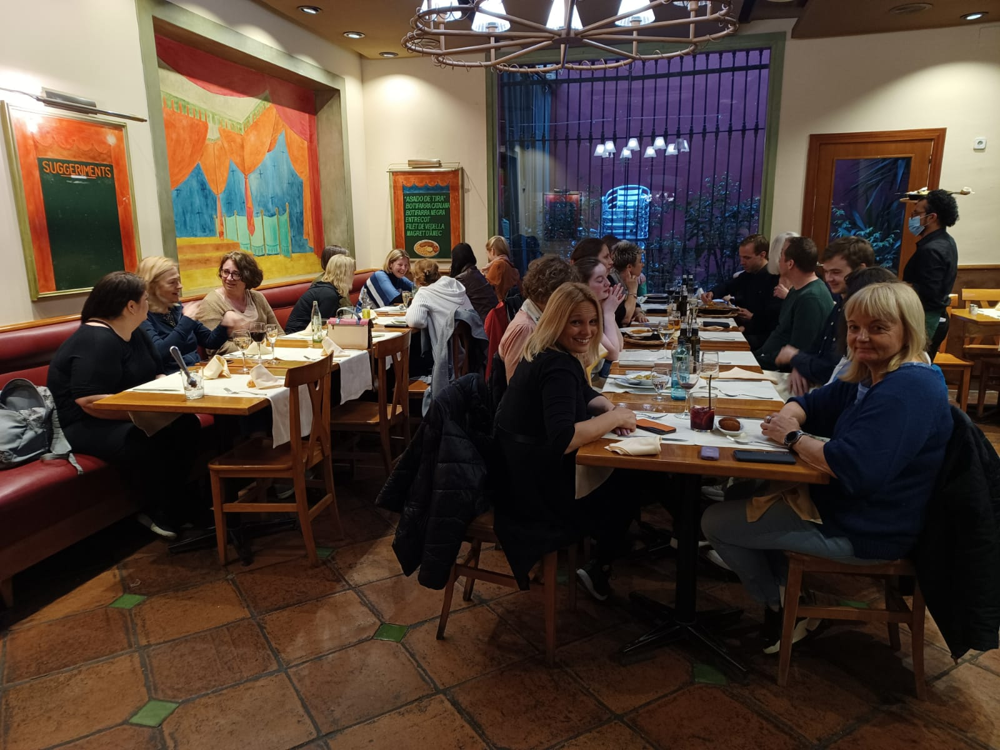 SUGGERIMENTS
"ASADO DE TIRA"
BOTIFARRA CATALANA
BOTIFARRA NEGRA
ENTRECOT
FILET DE VEDELLA
MAGRET D'ÀNEC